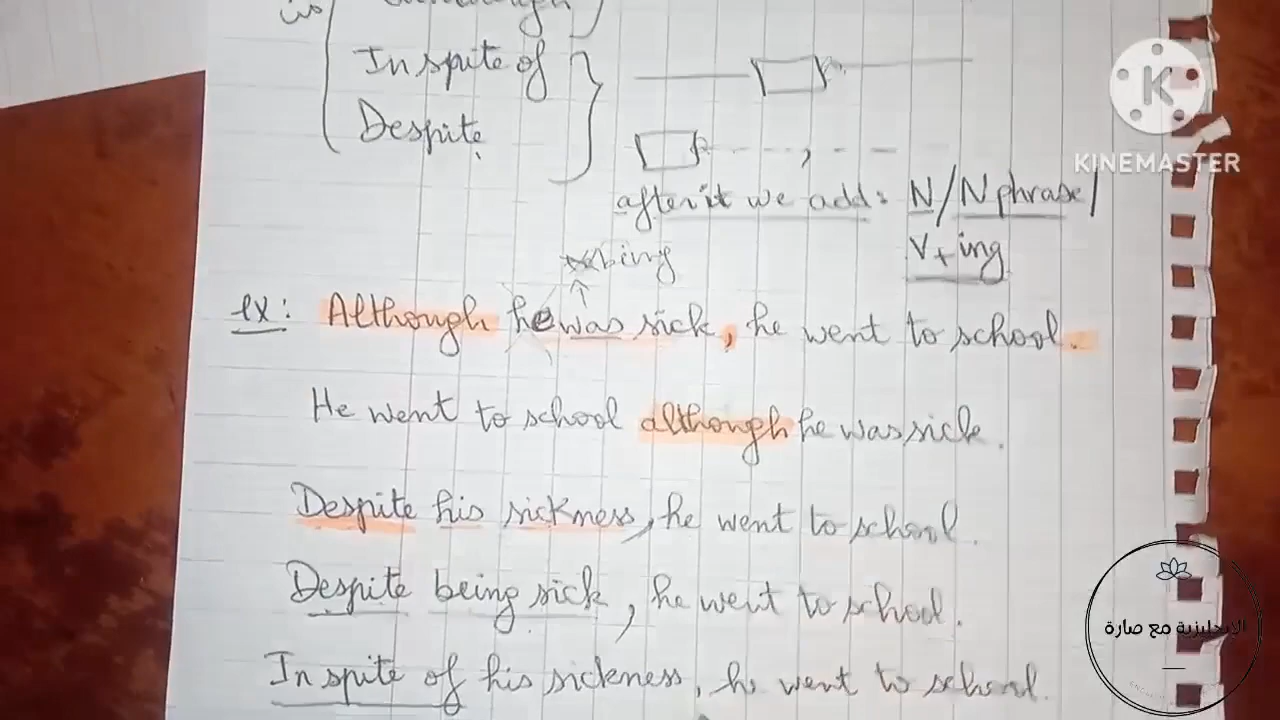 In spite of
Despite
after it we add: N/N phrase/
V+ing
being
ex: Although he was sick, he went to school.
He went to school although he was sick.
Despite his sickness, he went to school.
Despite being sick, he went to school.
In spite of his sickness, he went to school.
KINEMASTER
الإنجليزية مع صارة